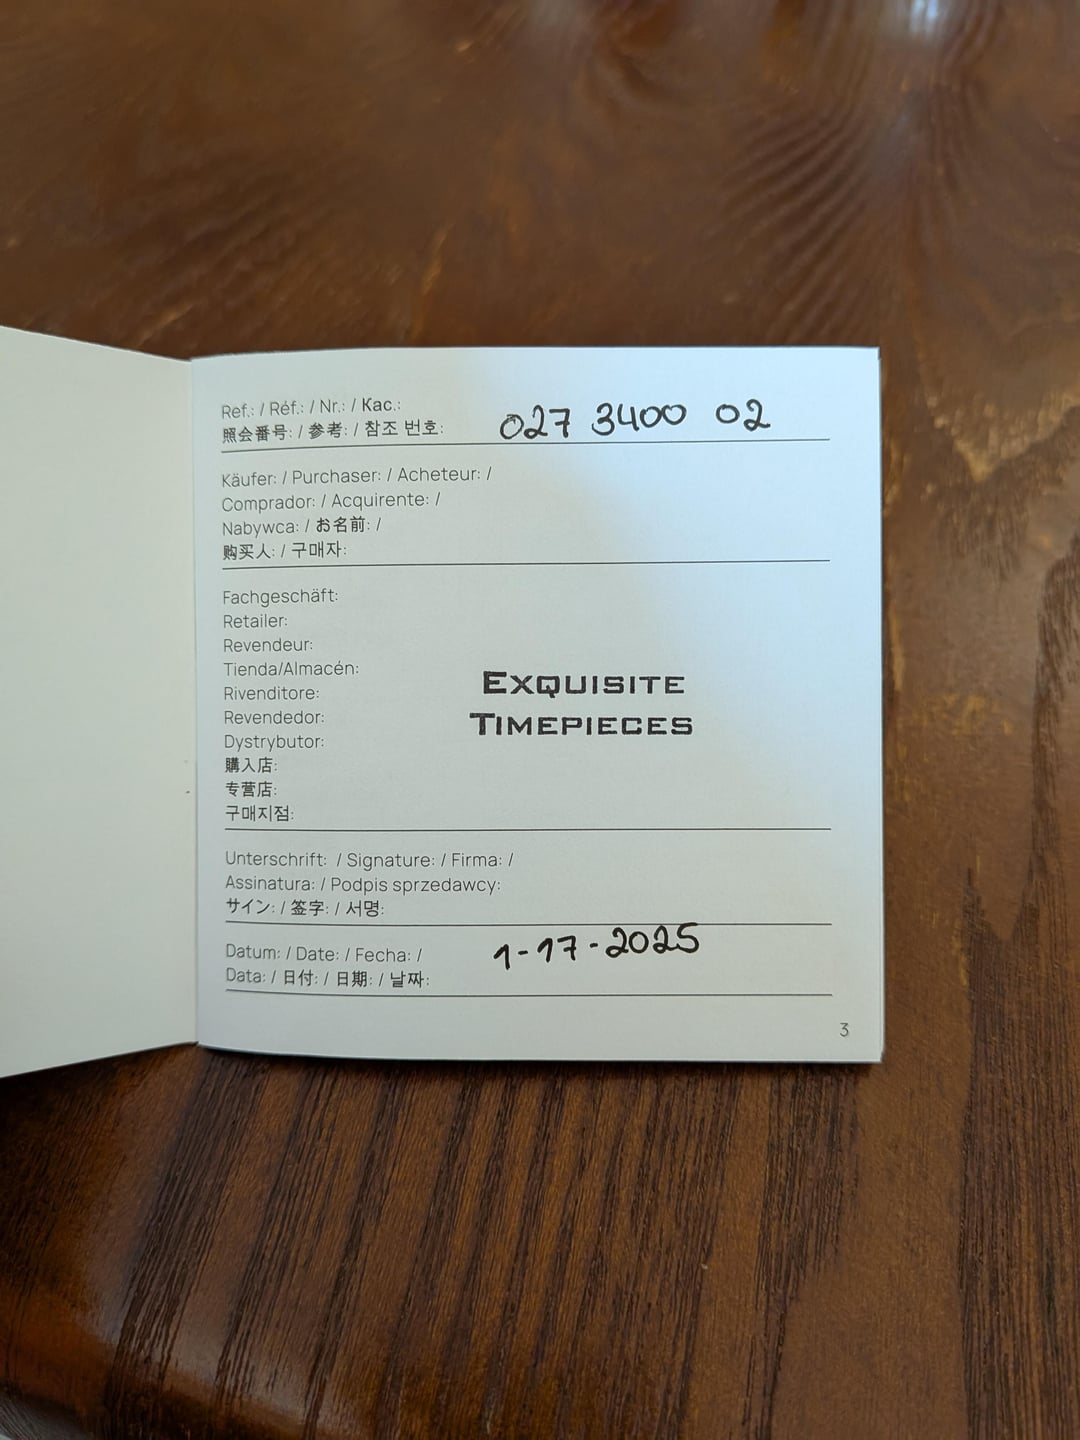 Ref.: / Réf.: / Nr.: / Кас.:
照会番号: / 参考: / 참조 번호:
027 3400 02
Käufer: / Purchaser: / Acheteur: /
Comprador: / Acquirente: /
Nabywca: / お名前: /
购买人: / 구매자:
Fachgeschäft:
Retailer:
Revendeur:
Tienda/Almacén:
Rivenditore:
Revendedor:
Dystrybutor:
購入店:
专营店:
구매지점:
EXQUISITE
TIMEPIECES
Unterschrift: / Signature: / Firma: /
Assinatura: / Podpis sprzedawcy:
サイン: / 签字: / 서명:
Datum: / Date: / Fecha: /
Data: / 日付: / 日期: / 날짜:
1-17-2025
3